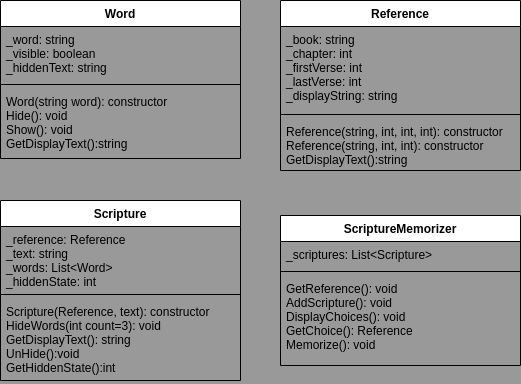 Word
_word: string
_visible: boolean
_hiddenText: string
Word(string word): constructor
Hide(): void
Show(): void
GetDisplayText():string
Reference
_book: string
_chapter: int
_firstVerse: int
_lastVerse: int
_displayString: string
Reference(string, int, int, int): constructor
Reference(string, int, int): constructor
GetDisplayText():string
Scripture
_reference: Reference
_text: string
_words: List<Word>
_hiddenState: int
Scripture(Reference, text): constructor
HideWords(int count=3): void
GetDisplayText(): string
UnHide():void
GetHiddenState():int
ScriptureMemorizer
_scriptures: List<Scripture>
GetReference(): void
AddScripture(): void
DisplayChoices(): void
GetChoice(): Reference
Memorize(): void